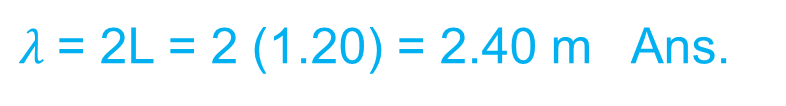 λ = 2L = 2 (1.20) = 2.40 m Ans.